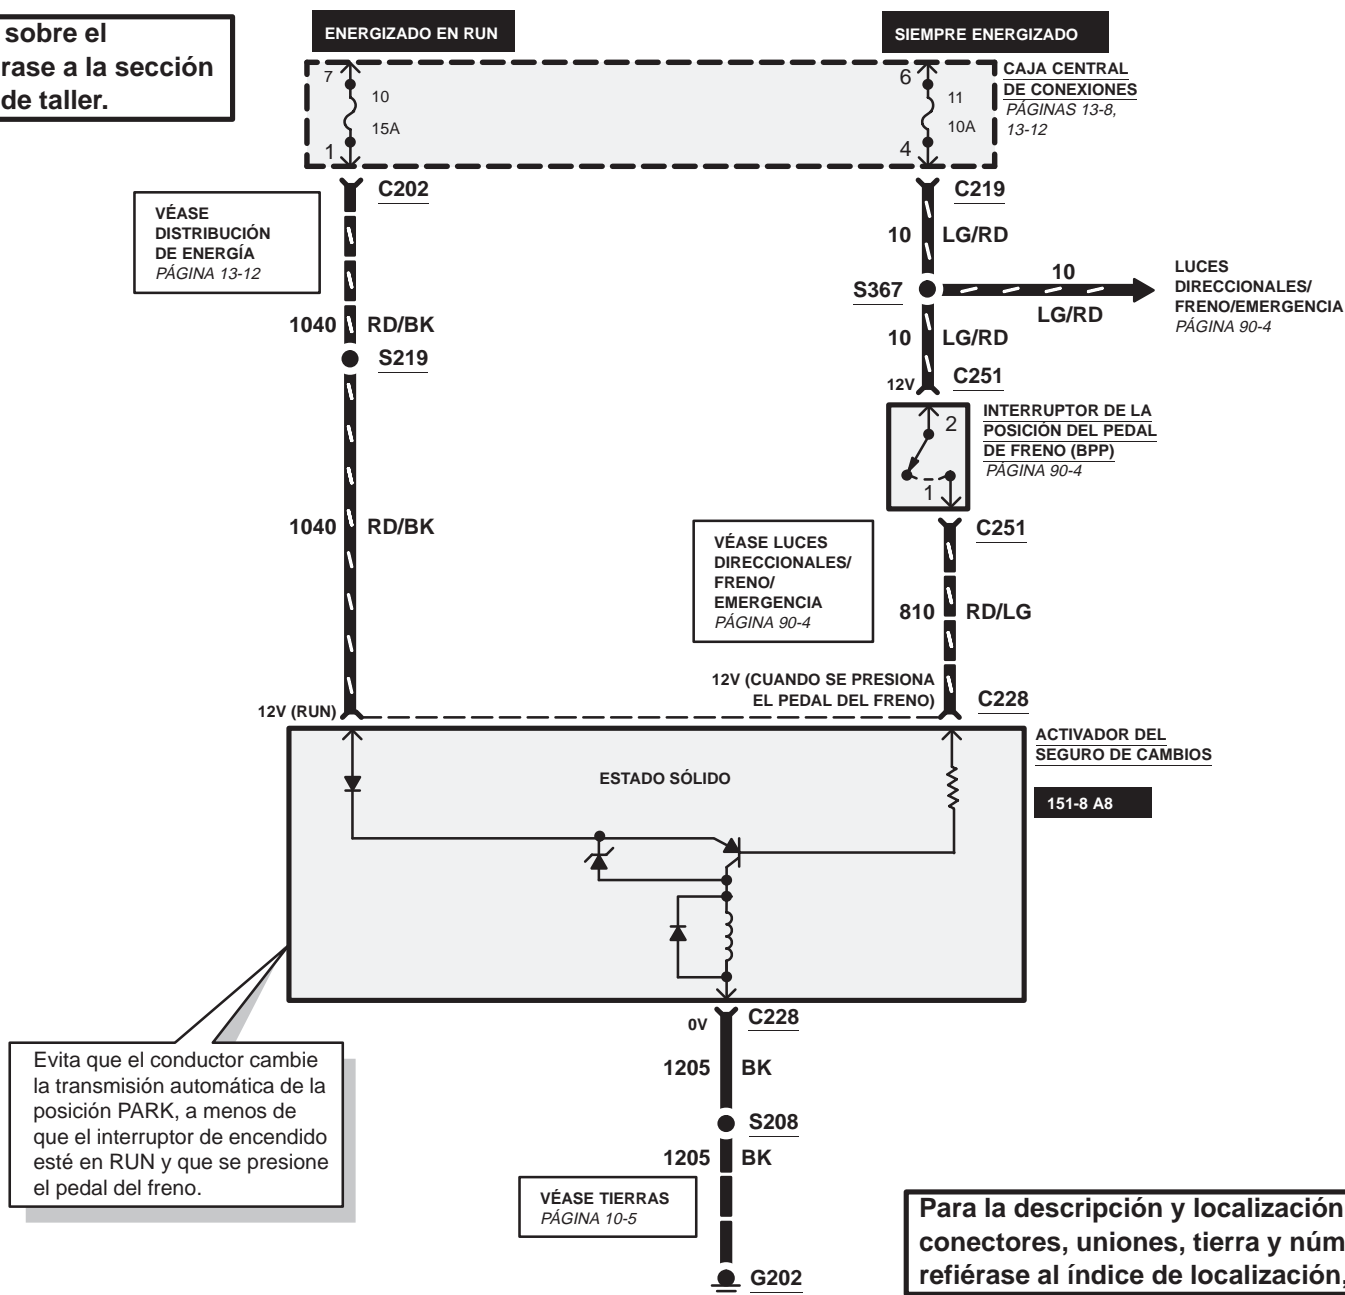 sobre el
rase a la sección
de taller.
ENERGIZADO EN RUN
SIEMPRE ENERGIZADO
7
10
15A
1
6
11
10A
4
CAJA CENTRAL
DE CONEXIONES
PÁGINAS 13-8,
13-12
C202
C219
VÉASE
DISTRIBUCIÓN
DE ENERGÍA
PÁGINA 13-12
10 LG/RD
S367
10
LG/RD
LUCES
DIRECCIONALES/
FRENO/EMERGENCIA
PÁGINA 90-4
1040 RD/BK
S219
10 LG/RD
12V
C251
2
1
INTERRUPTOR DE LA
POSICIÓN DEL PEDAL
DE FRENO (BPP)
PÁGINA 90-4
1040 RD/BK
C251
VÉASE LUCES
DIRECCIONALES/
FRENO/
EMERGENCIA
PÁGINA 90-4
810 RD/LG
12V (CUANDO SE PRESIONA
EL PEDAL DEL FRENO)
C228
12V (RUN)
ACTIVADOR DEL
SEGURO DE CAMBIOS
151-8 A8
ESTADO SÓLIDO
0V
C228
1205 BK
S208
1205 BK
Evita que el conductor cambie
la transmisión automática de la
posición PARK, a menos de
que el interruptor de encendido
esté en RUN y que se presione
el pedal del freno.
VÉASE TIERRAS
PÁGINA 10-5
G202
Para la descripción y localización
conectores, uniones, tierra y núm
refiérase al índice de localización,